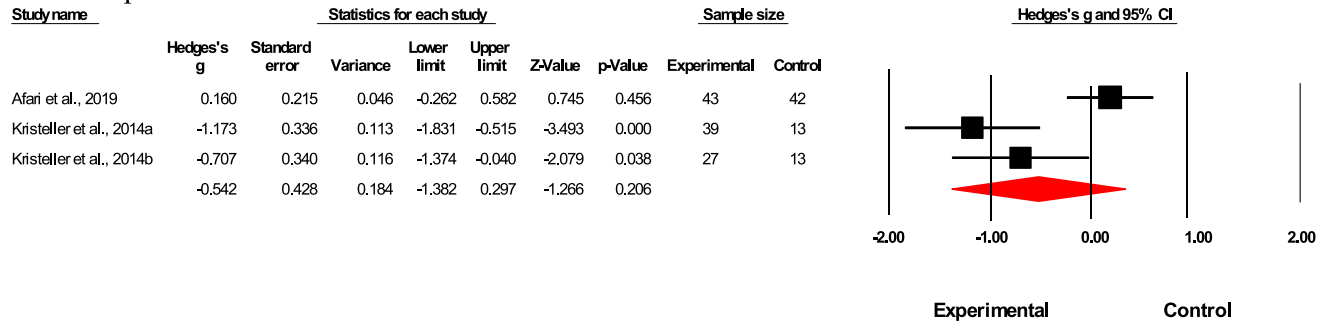 Study name Statistics for each study Sample size Hedges's g and 95% CI
Hedges's g Standard error Variance Lower limit Upper limit Z-Value p-Value Experimental Control
Afari et al., 2019 0.160 0.215 0.046 -0.262 0.582 0.745 0.456 43 42
Kristeller et al., 2014a -1.173 0.336 0.113 -1.831 -0.515 -3.493 0.000 39 13
Kristeller et al., 2014b -0.707 0.340 0.116 -1.374 -0.040 -2.079 0.038 27 13
-0.542 0.428 0.184 -1.382 0.297 -1.266 0.206
-2.00 -1.00 0.00 1.00 2.00
Experimental Control